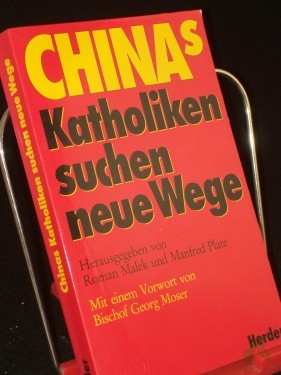 CHINAs
Katholiken
suchen
neue Wege
Herausgegeben von
Roman Malek und Manfred Plate
Mit einem Vorwort von
Bischof Georg Moser
Herder
Chinas Katholiken suchen neue Wege